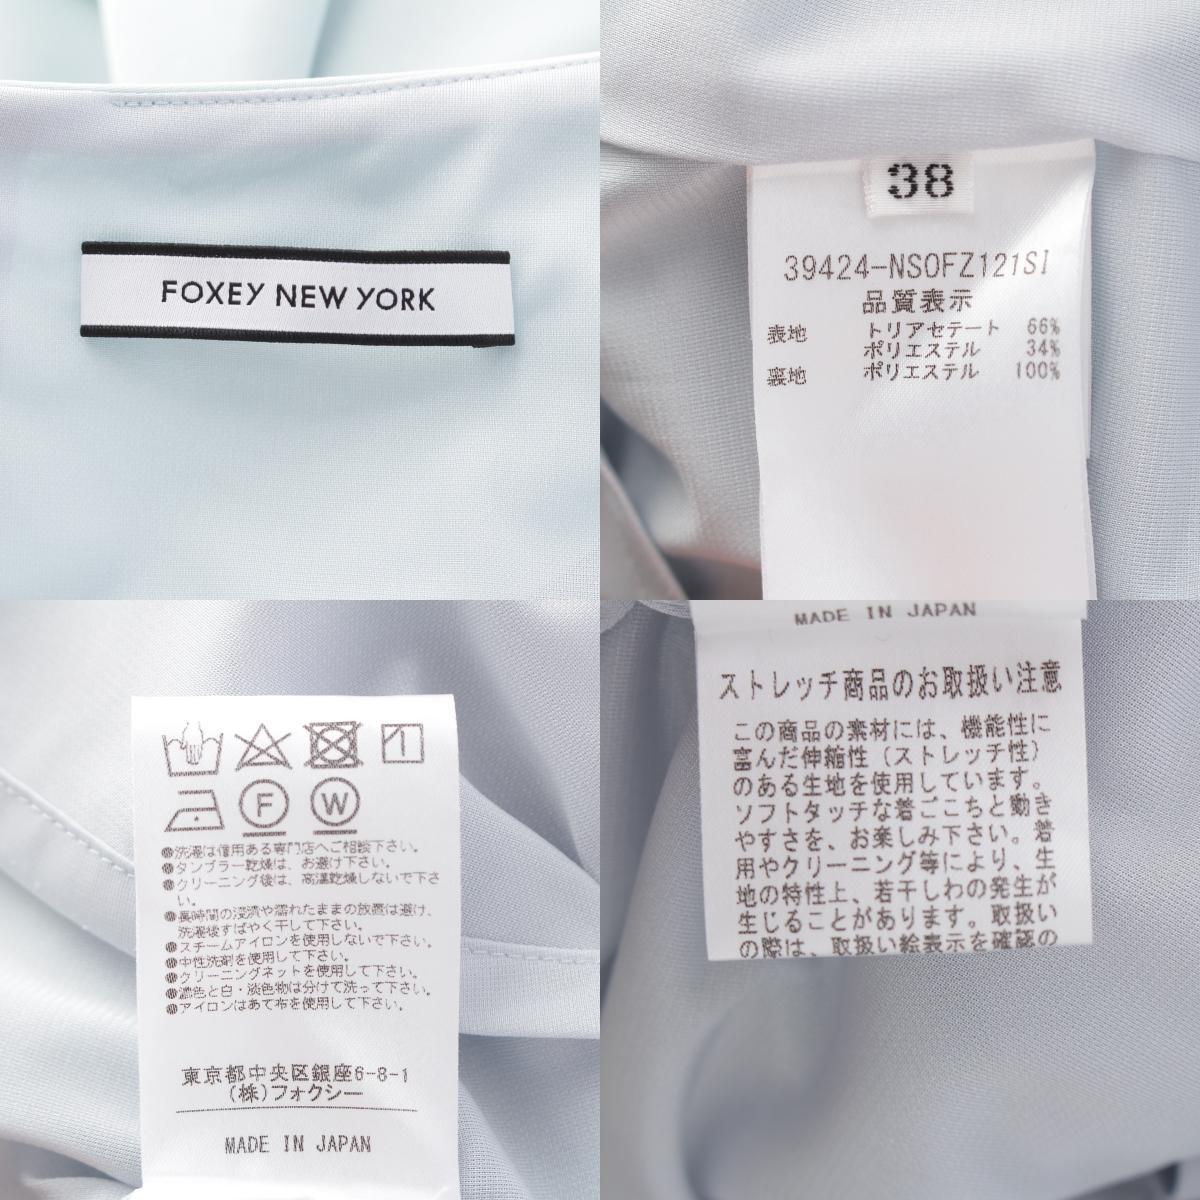 FOXEY NEW YORK
38
39424-NSOFZ121SI
品質表示
表地 トリアセテート 66%
ポリエステル 34%
裏地 ポリエステル 100%
F W
●洗濯は信用ある専門店へご相談下さい。
●タンブラー乾燥は、お避け下さい。
●クリーニング後は、高温乾燥しないで下さ
い。
●長時間の浸漬や濡れたままの放置は避け、
洗濯後すばやく干して下さい。
●スチームアイロンを使用しないで下さい。
●中性洗剤を使用して下さい。
●クリーニングネットを使用して下さい。
●濃色と白・淡色物は分けて洗って下さい。
●アイロンはあて布を使用して下さい。
東京都中央区銀座6-8-1
(株)フォクシー
MADE IN JAPAN
MADE IN JAPAN
ストレッチ商品のお取扱い注意
この商品の素材には、機能性に
富んだ伸縮性(ストレッチ性)
のある生地を使用しています。
ソフトタッチな着ごこちと動き
やすさを、お楽しみ下さい。着
用やクリーニング等により、生
地の特性上、若干しわの発生が
生じることがあります。取扱い
の際は、取扱い絵表示を確認の